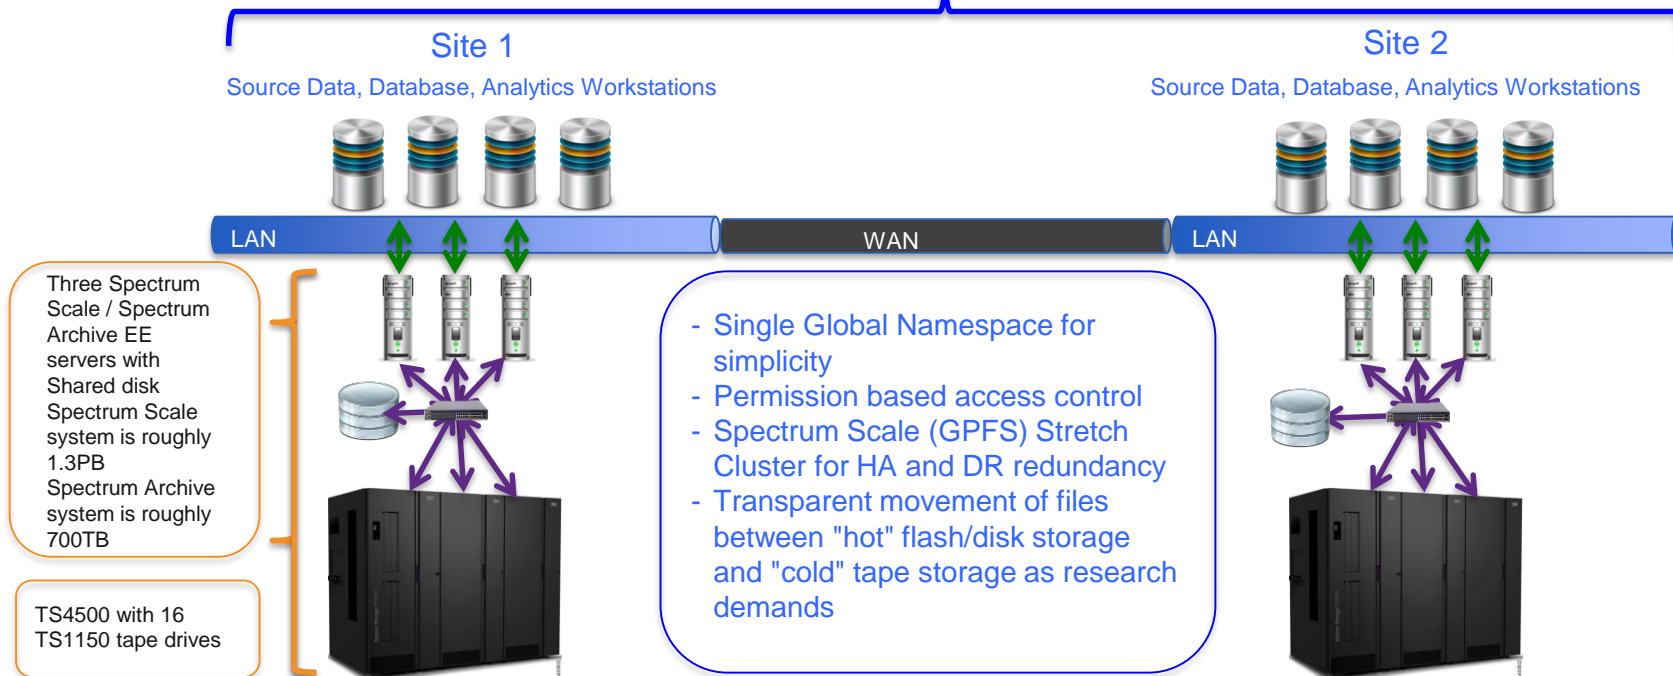 Site 1
Site 2
Source Data, Database, Analytics Workstations
Source Data, Database, Analytics Workstations
LAN
WAN
LAN
Three Spectrum
Scale / Spectrum
Archive EE
servers with
Shared disk
Spectrum Scale
system is roughly
1.3PB
Spectrum Archive
system is roughly
700TB
TS4500 with 16
TS1150 tape drives
- Single Global Namespace for
simplicity
- Permission based access control
- Spectrum Scale (GPFS) Stretch
Cluster for HA and DR redundancy
- Transparent movement of files
between "hot" flash/disk storage
and "cold" tape storage as research
demands